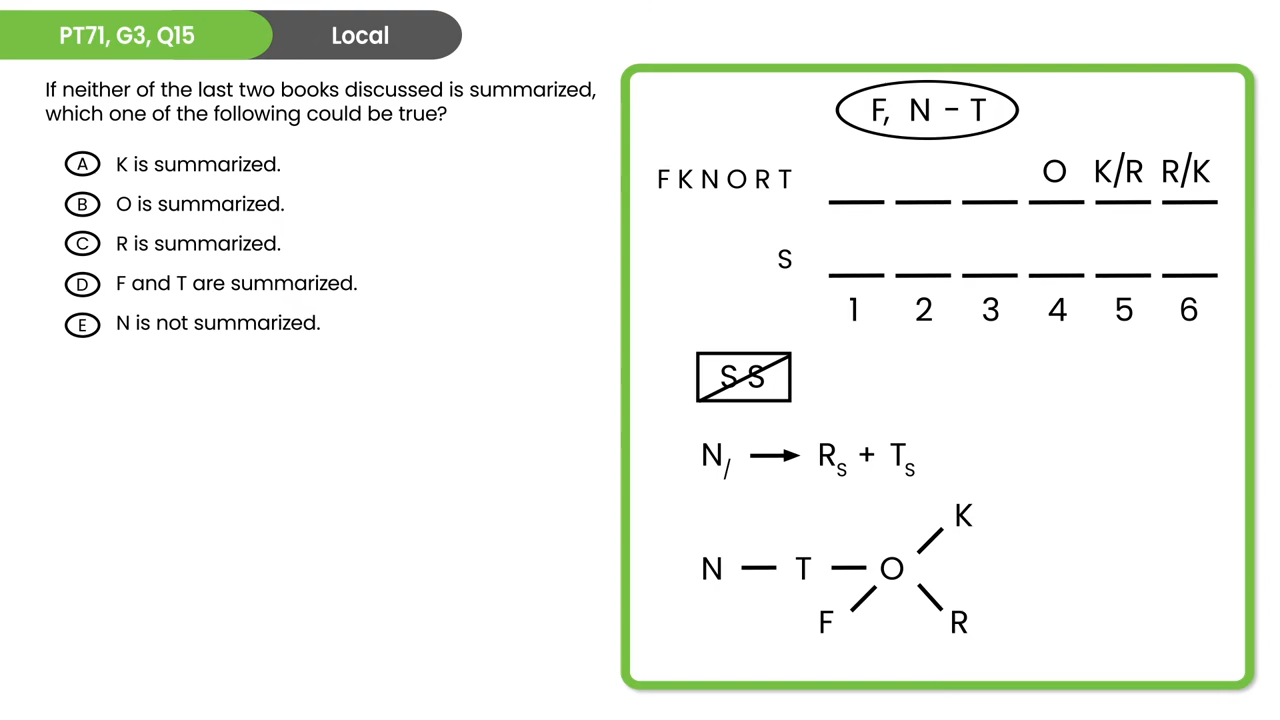 PT71, G3, Q15
Local
If neither of the last two books discussed is summarized,
which one of the following could be true?
A K is summarized.
B O is summarized.
C R is summarized.
D F and T are summarized.
E N is not summarized.
F, N – T
F K N O R T
O K/R R/K
S
1 2 3 4 5 6
S S
N/ → RS + TS
K
N — T — O
F R